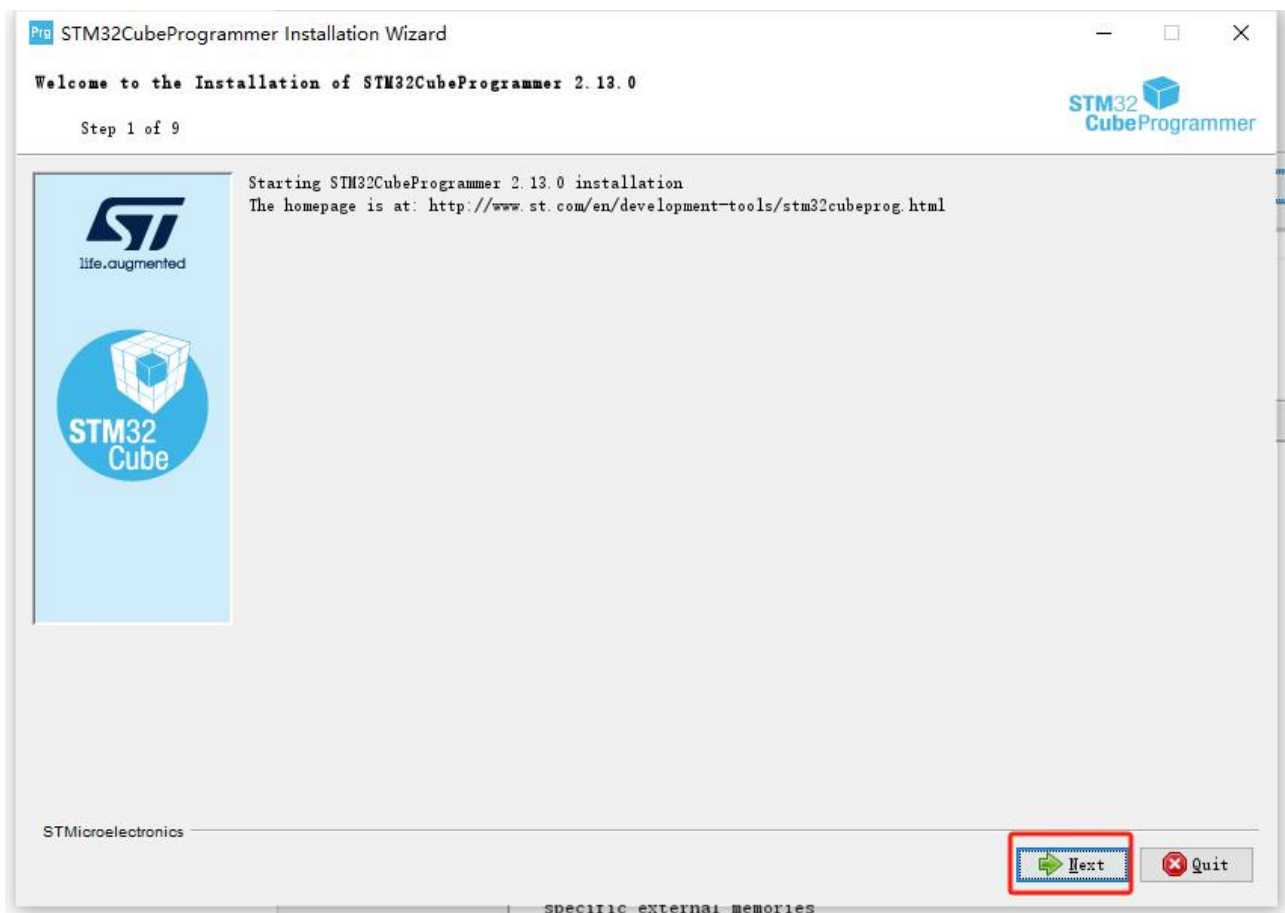 Prg STM32CubeProgrammer Installation Wizard
Welcome to the Installation of STM32CubeProgrammer 2.13.0
Step 1 of 9
STM32
CubeProgrammer
Starting STM32CubeProgrammer 2.13.0 installation
The homepage is at: http://www.st.com/en/development-tools/stm32cubeprog.html
ST
life.augmented
STM32
Cube
STMicroelectronics
Next
Quit
specific external memories